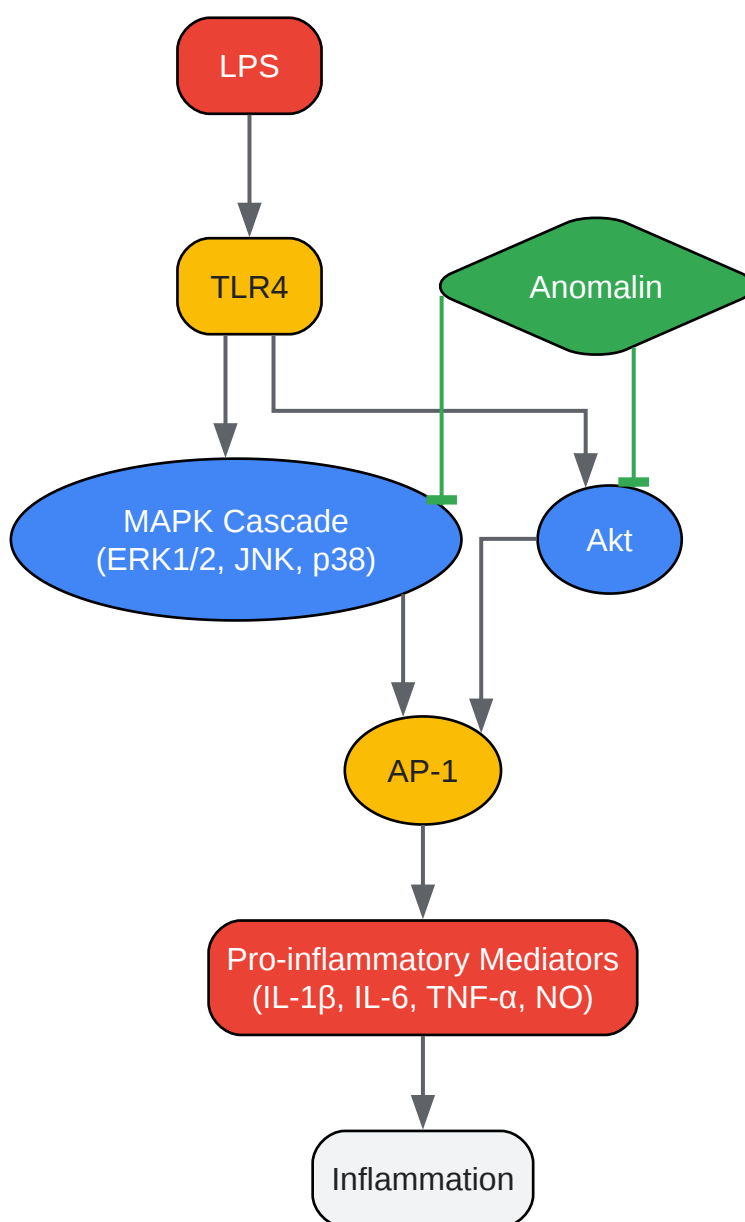 LPS
TLR4
Anomalin
MAPK Cascade
(ERK1/2, JNK, p38)
Akt
AP-1
Pro-inflammatory Mediators
(IL-1β, IL-6, TNF-α, NO)
Inflammation